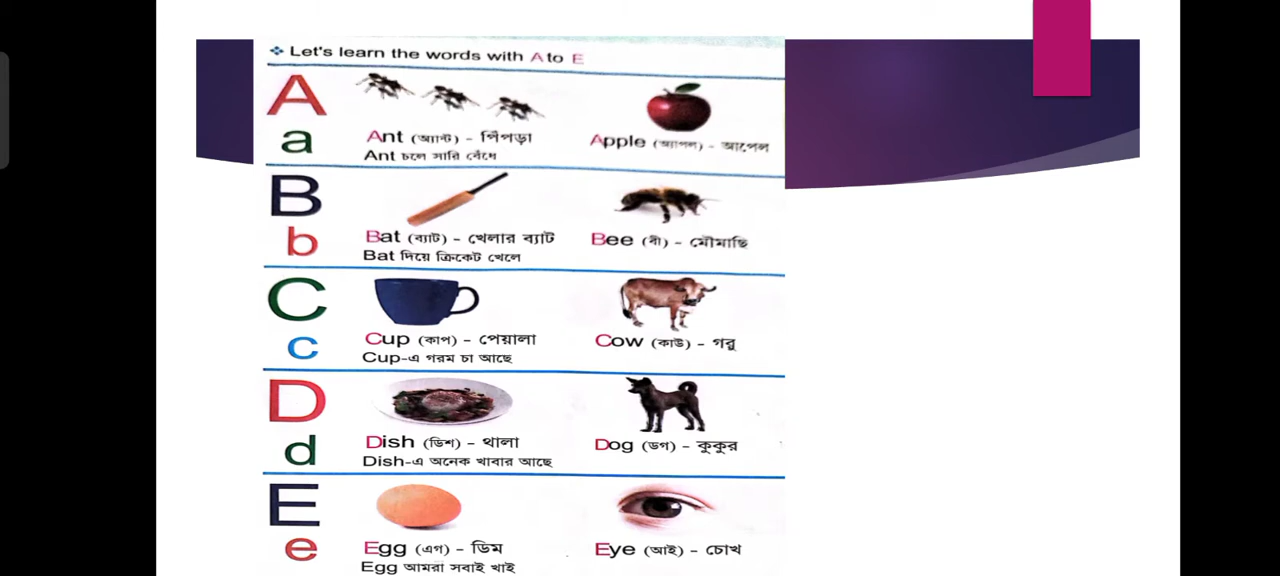 ❖ Let's learn the words with A to E
A
a
Ant (অ্যান্ট) - পিঁপড়া
Ant চলে সারি বেঁধে
Apple (অ্যাপল) - আপেল
B
b
Bat (ব্যাট) - খেলার ব্যাট
Bat দিয়ে ক্রিকেট খেলে
Bee (বী) - মৌমাছি
C
c
Cup (কাপ) - পেয়ালা
Cup-এ গরম চা আছে
Cow (কাউ) - গরু
D
d
Dish (ডিশ) - থালা
Dish-এ অনেক খাবার আছে
Dog (ডগ) - কুকুর
E
e
Egg (এগ) - ডিম
Egg আমরা সবাই খাই
Eye (আই) - চোখ